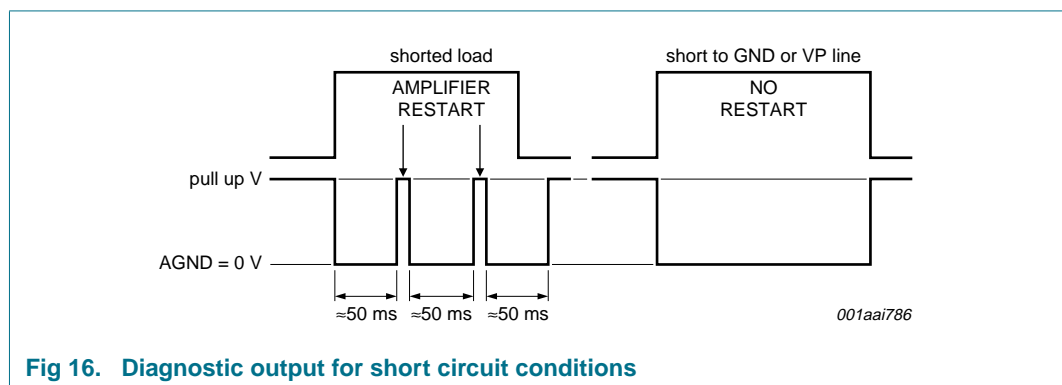 shorted load
short to GND or VP line
AMPLIFIER
RESTART
NO
RESTART
pull up V
AGND = 0 V
≈50 ms
≈50 ms
≈50 ms
001aai786
Fig 16. Diagnostic output for short circuit conditions